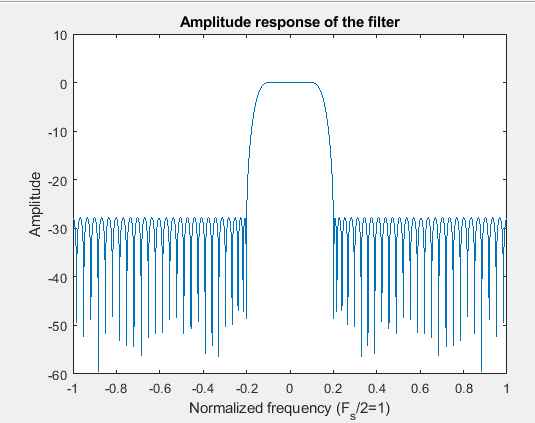 Amplitude response of the filter
10
0
-10
-20
-30
-40
-50
-60
Amplitude
-1 -0.8 -0.6 -0.4 -0.2 0 0.2 0.4 0.6 0.8 1
Normalized frequency (Fs/2=1)